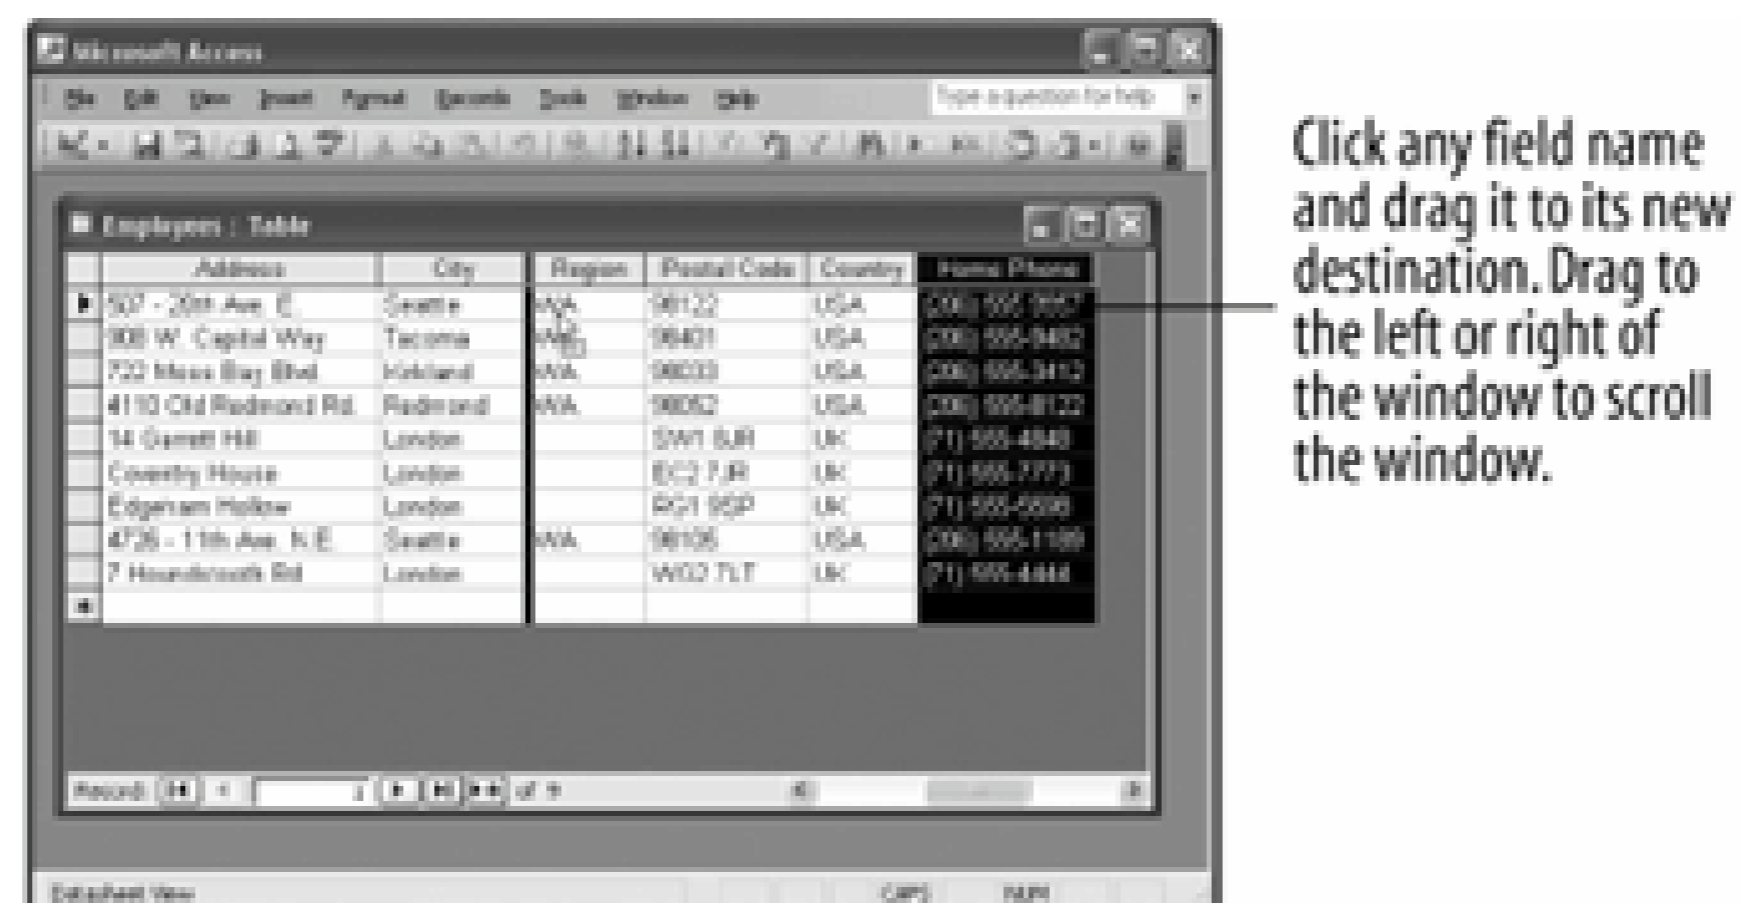 Microsoft Access
File Edit View Insert Format Records Tools Window Help Type a question for help
Employees : Table
Address City Region Postal Code Country Home Phone
507 - 20th Ave. E. Seattle WA 98122 USA
908 W. Capital Way Tacoma 98401 USA (206) 555-9482
722 Moss Bay Blvd. Kirkland WA 98033 USA (206) 555-3412
4110 Old Redmond Rd. Redmond WA 98052 USA (206) 555-8122
14 Garrett Hill London SW1 8JR UK (71) 555-4848
Coventry House London EC2 7JR UK (71) 555-7773
Edgeham Hollow London RG1 9SP UK (71) 555-5598
4726 - 11th Ave. N.E. Seattle WA 98105 USA (206) 555-1189
7 Houndstooth Rd. London WG2 7LT UK (71) 555-4444
Record: of 9
Datasheet View CAPS NUM
Click any field name
and drag it to its new
destination. Drag to
the left or right of
the window to scroll
the window.